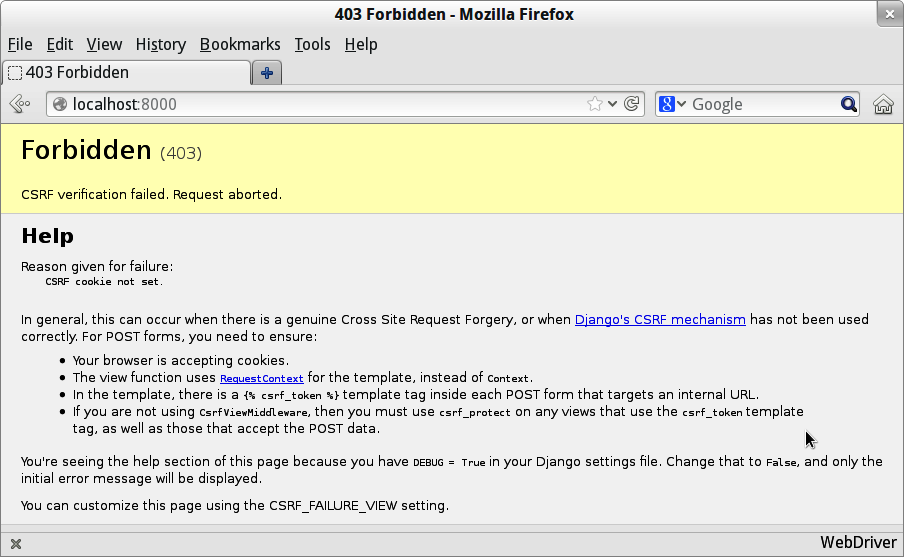 403 Forbidden - Mozilla Firefox
File Edit View History Bookmarks Tools Help
403 Forbidden
localhost:8000
8 Google
Forbidden (403)
CSRF verification failed. Request aborted.
Help
Reason given for failure:
CSRF cookie not set.
In general, this can occur when there is a genuine Cross Site Request Forgery, or when Django's CSRF mechanism has not been used
correctly. For POST forms, you need to ensure:
• Your browser is accepting cookies.
• The view function uses RequestContext for the template, instead of Context.
• In the template, there is a {% csrf_token %} template tag inside each POST form that targets an internal URL.
• If you are not using CsrfViewMiddleware, then you must use csrf_protect on any views that use the csrf_token template
tag, as well as those that accept the POST data.
You're seeing the help section of this page because you have DEBUG = True in your Django settings file. Change that to False, and only the
initial error message will be displayed.
You can customize this page using the CSRF_FAILURE_VIEW setting.
WebDriver